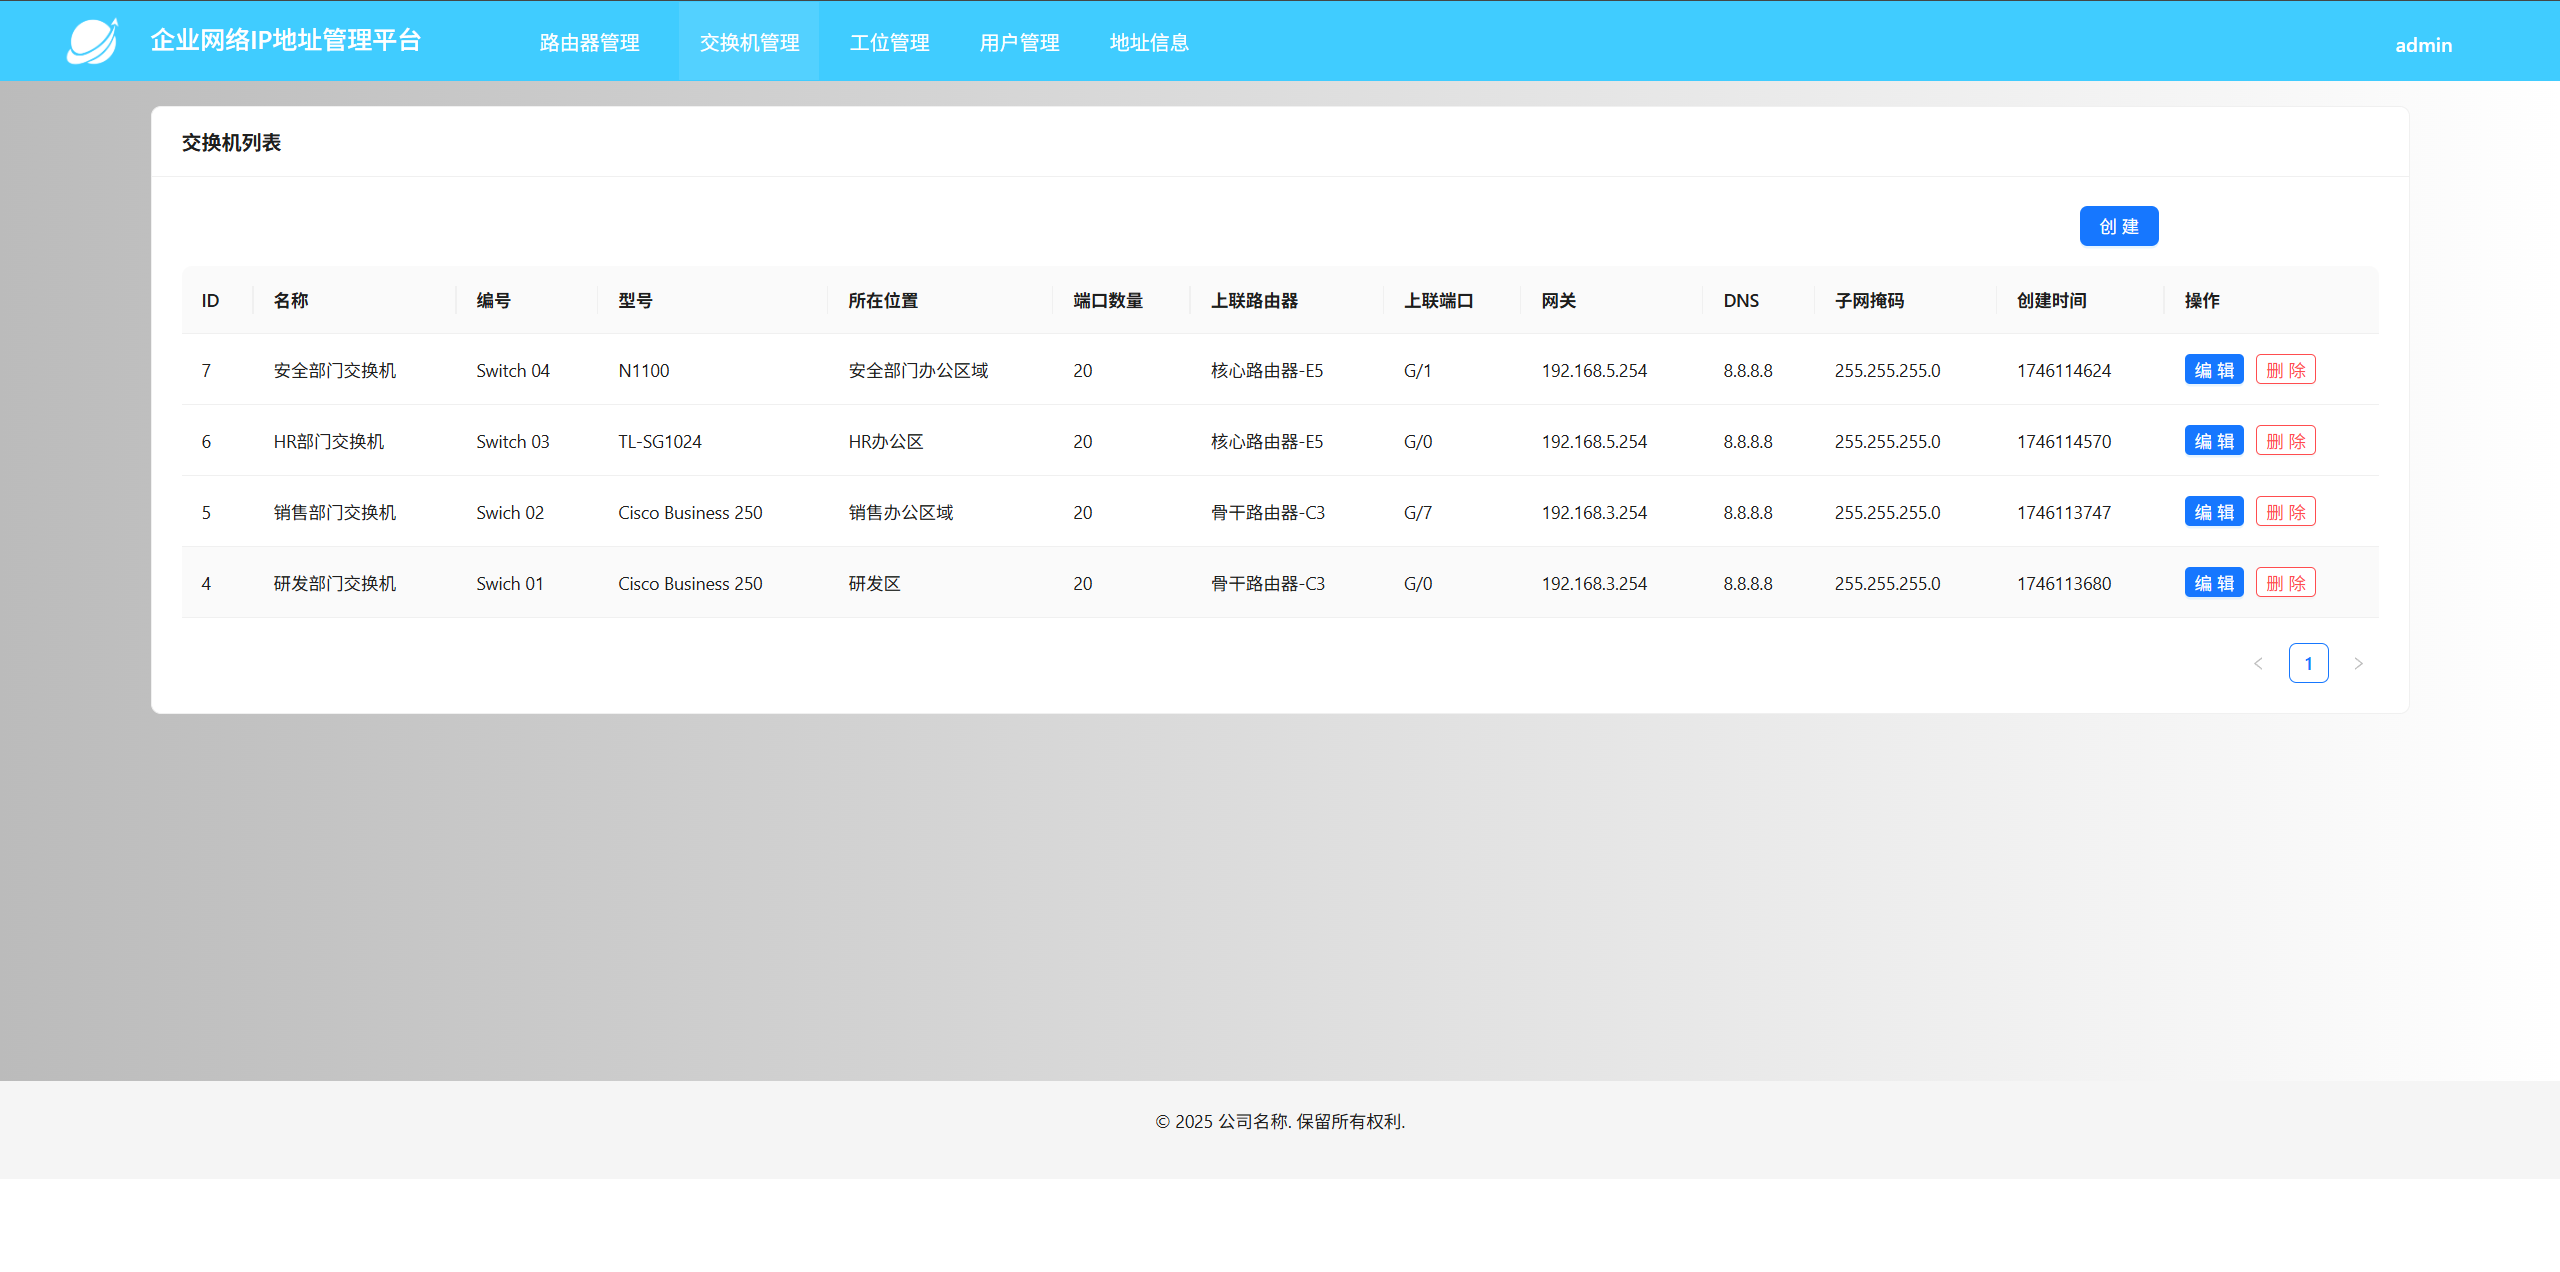 企业网络IP地址管理平台 路由器管理 交换机管理 工位管理 用户管理 地址信息 admin
交换机列表
创 建
ID 名称 编号 型号 所在位置 端口数量 上联路由器 上联端口 网关 DNS 子网掩码 创建时间 操作
7 安全部门交换机 Switch 04 N1100 安全部门办公区域 20 核心路由器-E5 G/1 192.168.5.254 8.8.8.8 255.255.255.0 1746114624 编 辑 删 除
6 HR部门交换机 Switch 03 TL-SG1024 HR办公区 20 核心路由器-E5 G/0 192.168.5.254 8.8.8.8 255.255.255.0 1746114570 编 辑 删 除
5 销售部门交换机 Swich 02 Cisco Business 250 销售办公区域 20 骨干路由器-C3 G/7 192.168.3.254 8.8.8.8 255.255.255.0 1746113747 编 辑 删 除
4 研发部门交换机 Swich 01 Cisco Business 250 研发区 20 骨干路由器-C3 G/0 192.168.3.254 8.8.8.8 255.255.255.0 1746113680 编 辑 删 除
1
© 2025 公司名称. 保留所有权利.